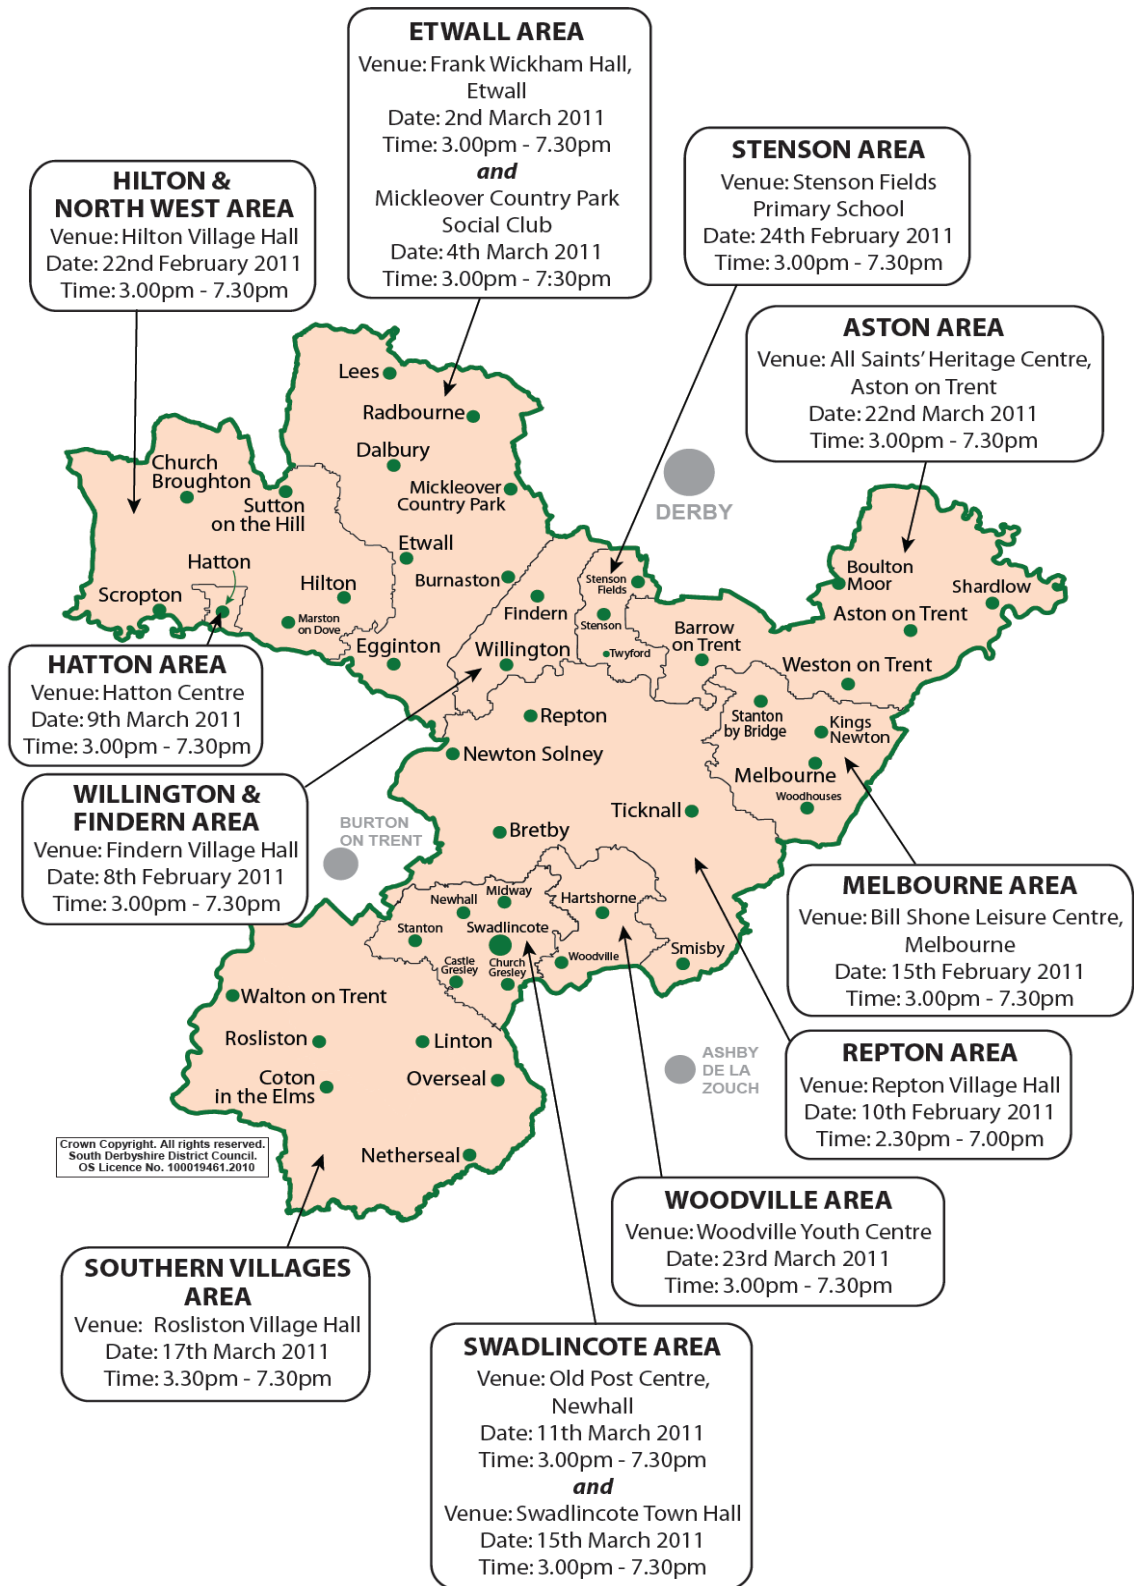 ETWALL AREA
Venue: Frank Wickham Hall,
Etwall
Date: 2nd March 2011
Time: 3.00pm - 7.30pm
and
Mickleover Country Park
Social Club
Date: 4th March 2011
Time: 3.00pm - 7:30pm
STENSON AREA
Venue: Stenson Fields
Primary School
Date: 24th February 2011
Time: 3.00pm - 7.30pm
HILTON &
NORTH WEST AREA
Venue: Hilton Village Hall
Date: 22nd February 2011
Time: 3.00pm - 7.30pm
ASTON AREA
Venue: All Saints' Heritage Centre,
Aston on Trent
Date: 22nd March 2011
Time: 3.00pm - 7.30pm
Lees
Radbourne
Dalbury
Mickleover
Country Park
Church
Broughton
Sutton
on the Hill
DERBY
Etwall
Burnaston
Hatton
Hilton
Scropton
Marston
on Dove
Egginton
Findern
Willington
Stenson
Fields
Stenson
Twyford
Barrow
on Trent
Boulton
Moor
Shardlow
Aston on Trent
Weston on Trent
HATTON AREA
Venue: Hatton Centre
Date: 9th March 2011
Time: 3.00pm - 7.30pm
Repton
Newton Solney
Stanton
by Bridge
Kings
Newton
Melbourne
Woodhouses
Ticknall
Bretby
WILLINGTON &
FINDERN AREA
Venue: Findern Village Hall
Date: 8th February 2011
Time: 3.00pm - 7.30pm
BURTON
ON TRENT
MELBOURNE AREA
Venue: Bill Shone Leisure Centre,
Melbourne
Date: 15th February 2011
Time: 3.00pm - 7.30pm
Midway
Newhall
Hartshorne
Stanton
Swadlincote
Castle
Gresley
Church
Gresley
Woodville
Smisby
Walton on Trent
Rosliston
Linton
Coton
in the Elms
Overseal
Netherseal
ASHBY
DE LA
ZOUCH
REPTON AREA
Venue: Repton Village Hall
Date: 10th February 2011
Time: 2.30pm - 7.00pm
Crown Copyright. All rights reserved.
South Derbyshire District Council.
OS Licence No. 100019461.2010
WOODVILLE AREA
Venue: Woodville Youth Centre
Date: 23rd March 2011
Time: 3.00pm - 7.30pm
SOUTHERN VILLAGES
AREA
Venue: Rosliston Village Hall
Date: 17th March 2011
Time: 3.30pm - 7.30pm
SWADLINCOTE AREA
Venue: Old Post Centre,
Newhall
Date: 11th March 2011
Time: 3.00pm - 7.30pm
and
Venue: Swadlincote Town Hall
Date: 15th March 2011
Time: 3.00pm - 7.30pm